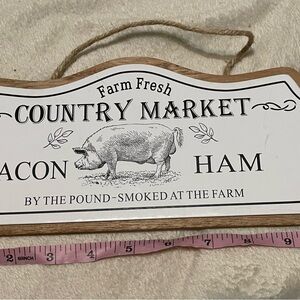 Farm Fresh
COUNTRY MARKET
ACON HAM
BY THE POUND-SMOKED AT THE FARM
2 3 4 5 6 7 8 9